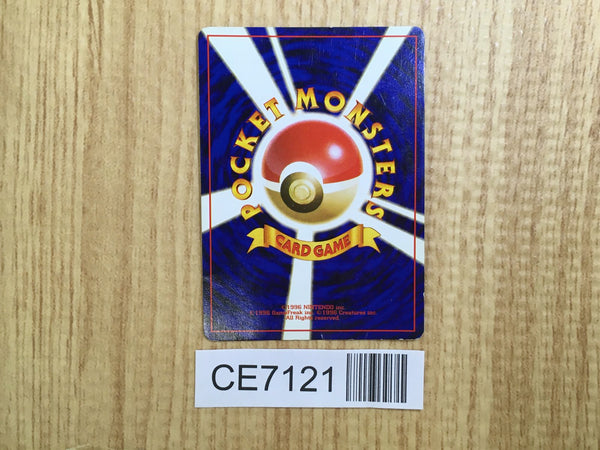 POCKET MONSTERS
CARD GAME
©1996 NINTENDO inc.
©1996 GameFreak inc. ©1996 Creatures inc.
All Rights reserved.
CE7121